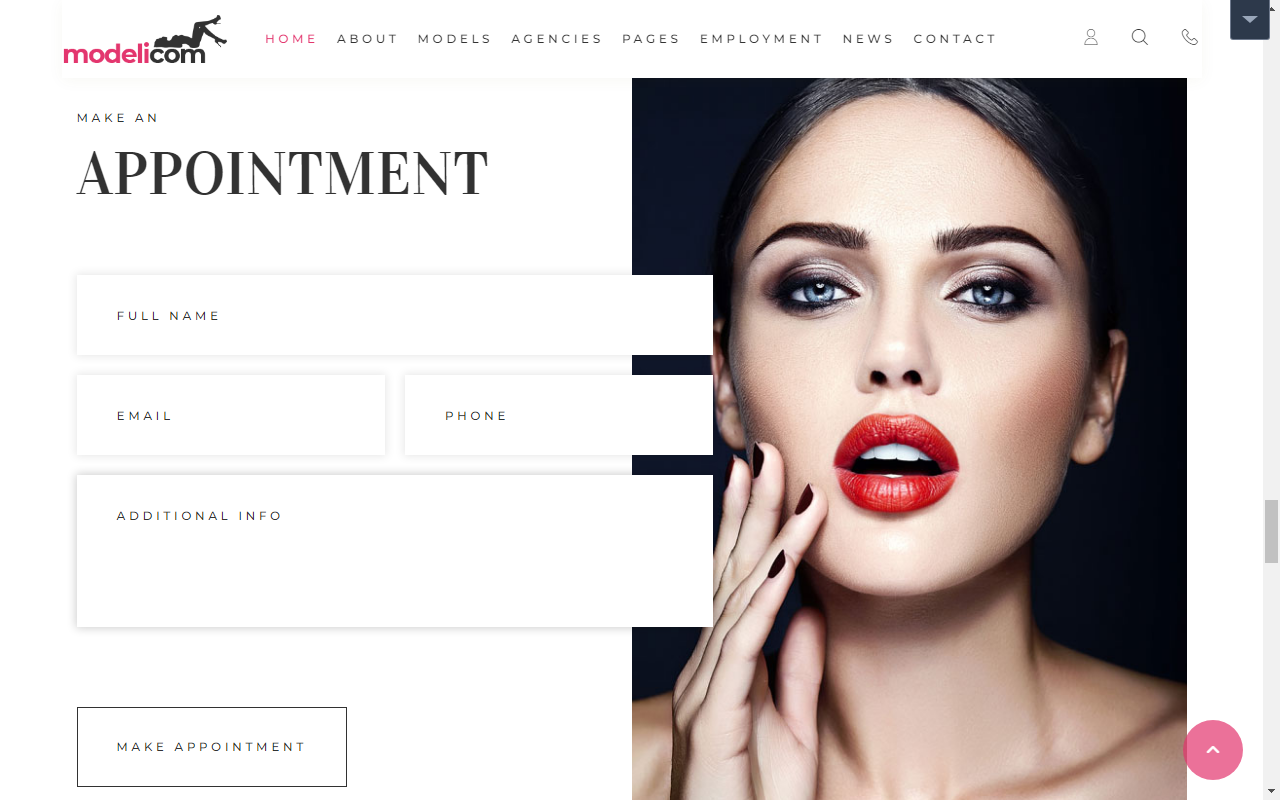 modelicom
HOME ABOUT MODELS AGENCIES PAGES EMPLOYMENT NEWS CONTACT
MAKE AN
APPOINTMENT
FULL NAME
EMAIL
PHONE
ADDITIONAL INFO
MAKE APPOINTMENT